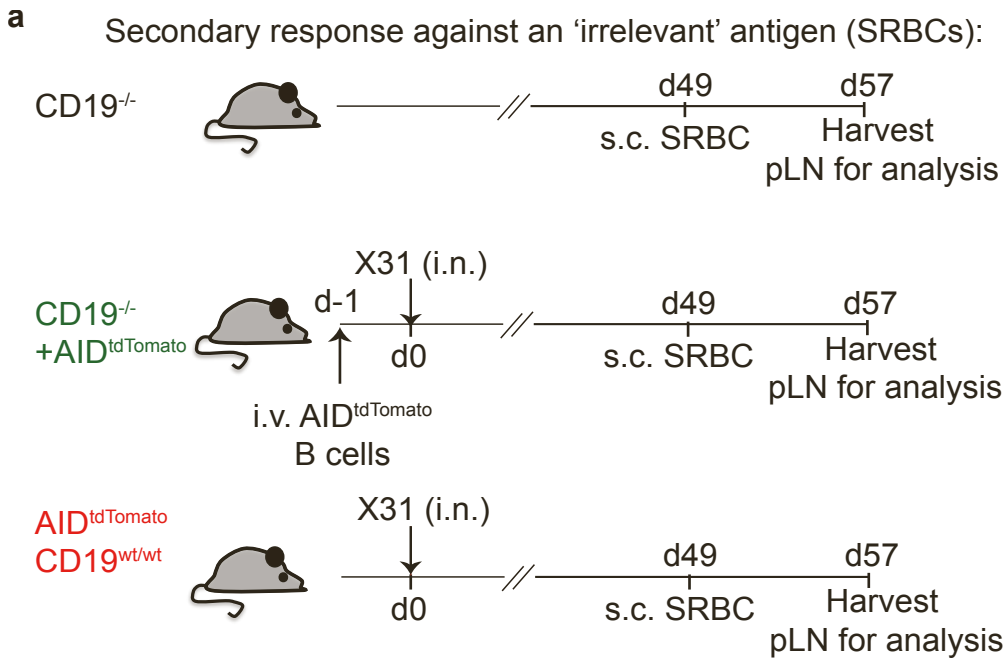 a
Secondary response against an ‘irrelevant’ antigen (SRBCs):
CD19-/-
d49
d57
s.c. SRBC
Harvest
pLN for analysis
X31 (i.n.)
d-1
d49
d57
CD19-/-
+AIDtdTomato
d0
s.c. SRBC
Harvest
pLN for analysis
i.v. AIDtdTomato
B cells
X31 (i.n.)
AIDtdTomato
CD19wt/wt
d49
d57
d0
s.c. SRBC
Harvest
pLN for analysis